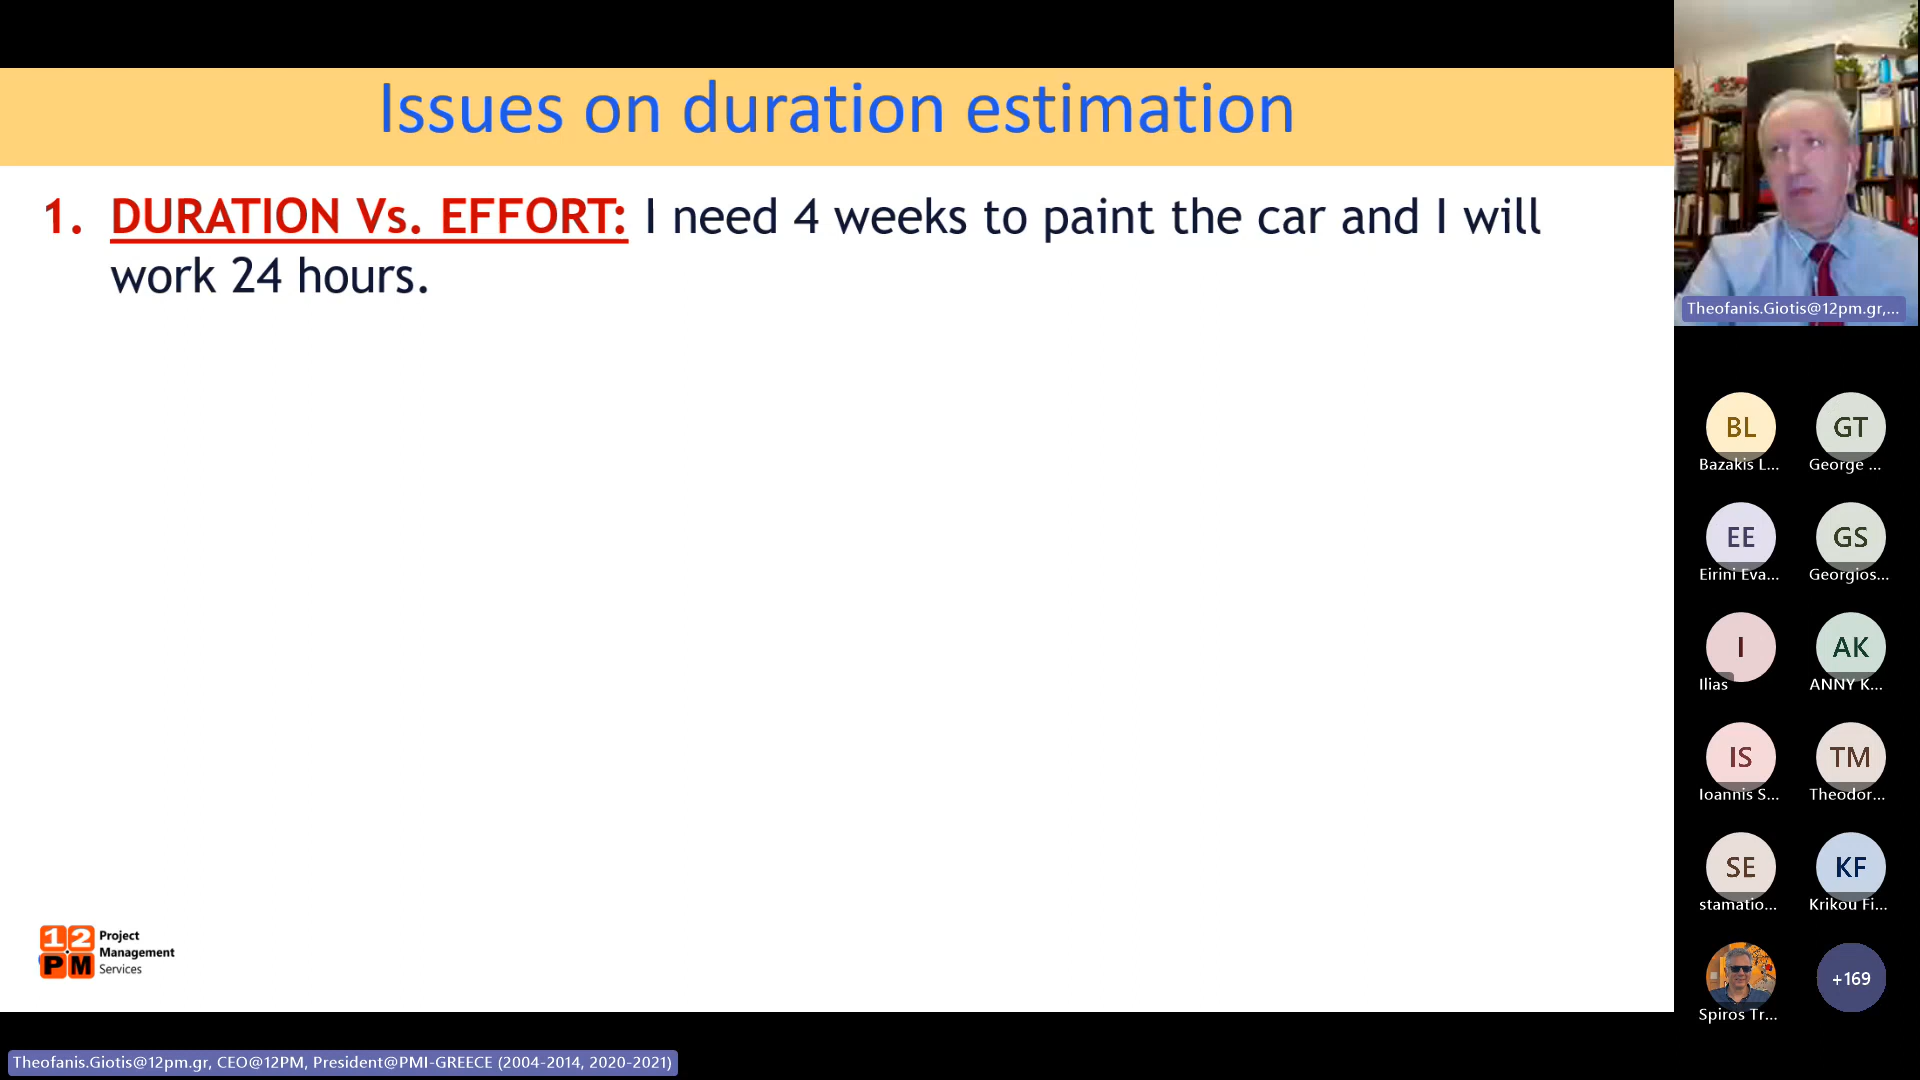 Issues on duration estimation
1. DURATION Vs. EFFORT: I need 4 weeks to paint the car and I will
work 24 hours.
12 Project
PM Management
Services
Theofanis.Giotis@12pm.gr, CEO@12PM, President@PMI-GREECE (2004-2014, 2020-2021)
Theofanis.Giotis@12pm.gr,...
BL GT
Bazakis L... George ...
EE GS
Eirini Eva... Georgios...
I AK
Ilias ANNY K...
IS TM
Ioannis S... Theodor...
SE KF
stamatio... Krikou Fi...
+169
Spiros Tr...